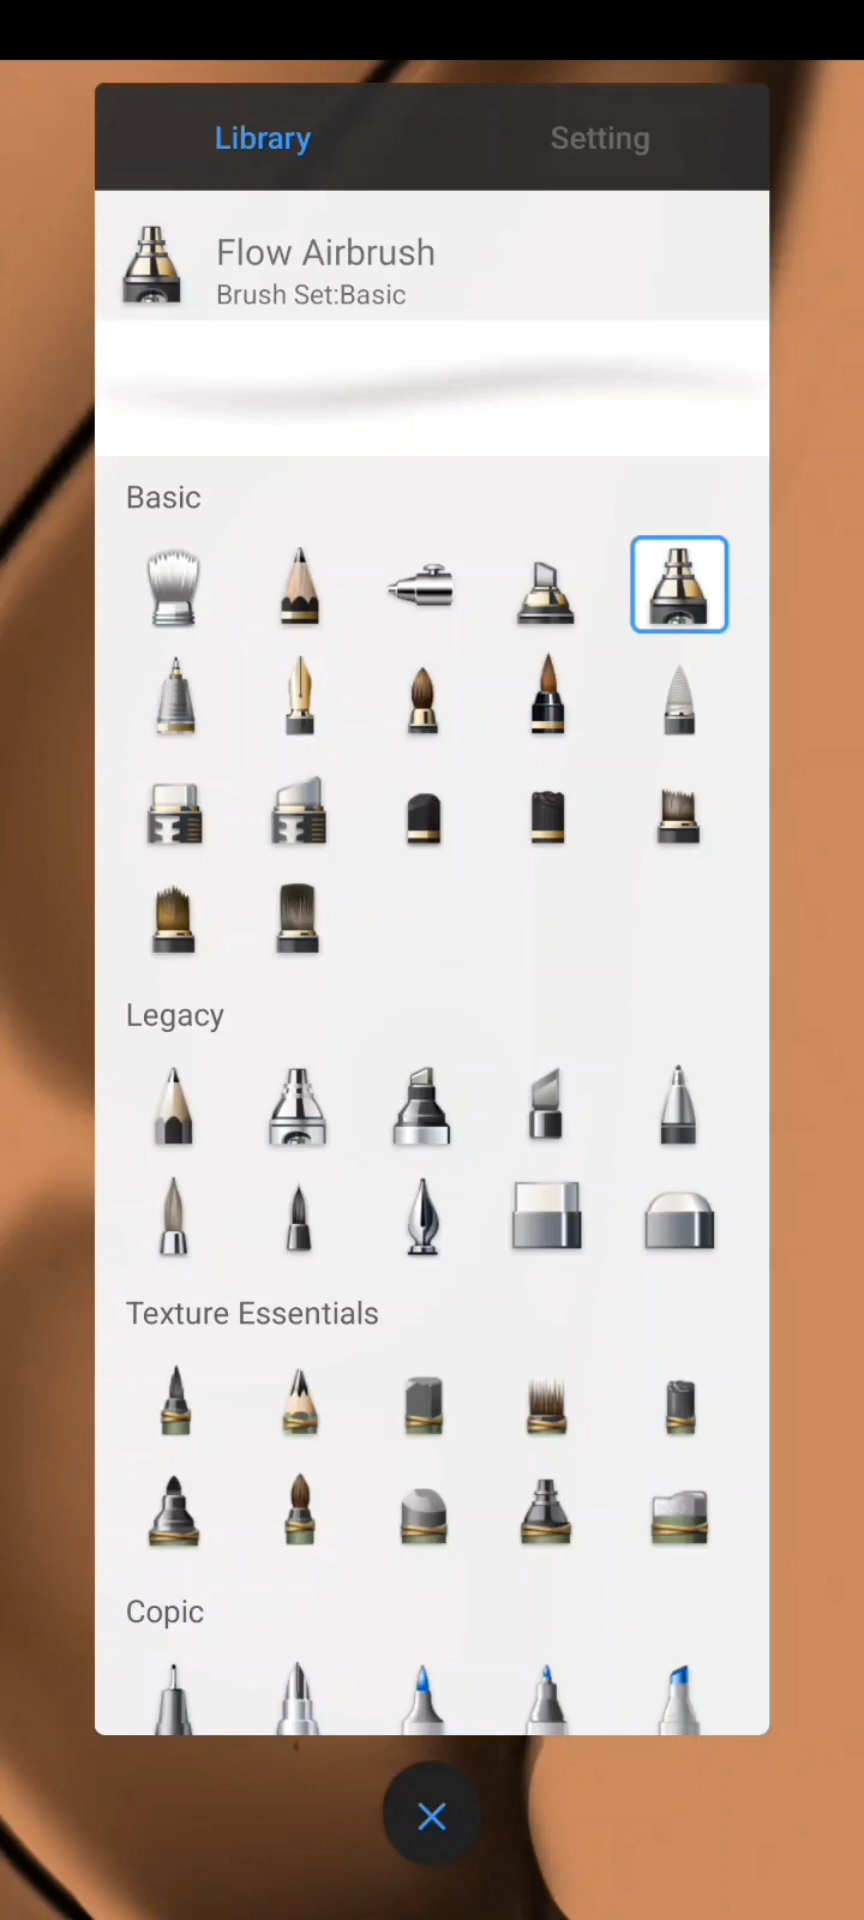 Library
Setting
Flow Airbrush
Brush Set:Basic
Basic
Legacy
Texture Essentials
Copic